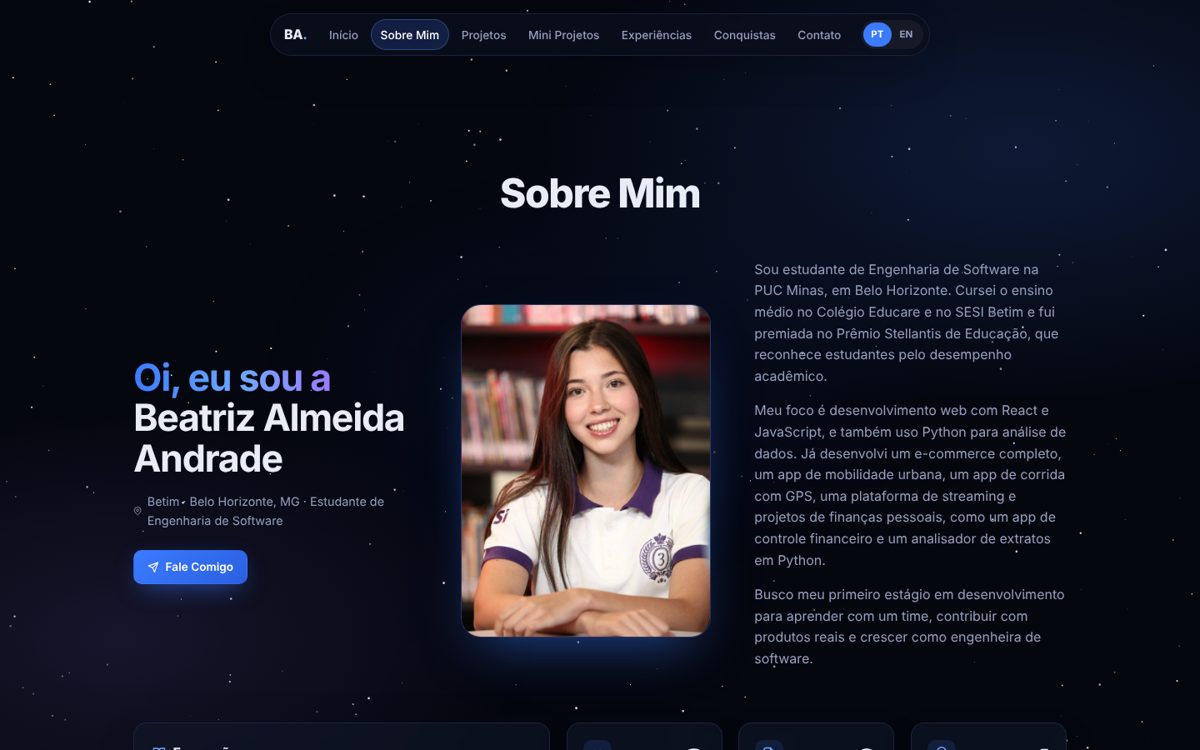 BA.
Início
Sobre Mim
Projetos
Mini Projetos
Experiências
Conquistas
Contato
PT
EN
Sobre Mim
Oi, eu sou a
Beatriz Almeida
Andrade
Betim • Belo Horizonte, MG · Estudante de
Engenharia de Software
Fale Comigo
3
Sou estudante de Engenharia de Software na
PUC Minas, em Belo Horizonte. Cursei o ensino
médio no Colégio Educare e no SESI Betim e fui
premiada no Prêmio Stellantis de Educação, que
reconhece estudantes pelo desempenho
acadêmico.
Meu foco é desenvolvimento web com React e
JavaScript, e também uso Python para análise de
dados. Já desenvolvi um e-commerce completo,
um app de mobilidade urbana, um app de corrida
com GPS, uma plataforma de streaming e
projetos de finanças pessoais, como um app de
controle financeiro e um analisador de extratos
em Python.
Busco meu primeiro estágio em desenvolvimento
para aprender com um time, contribuir com
produtos reais e crescer como engenheira de
software.